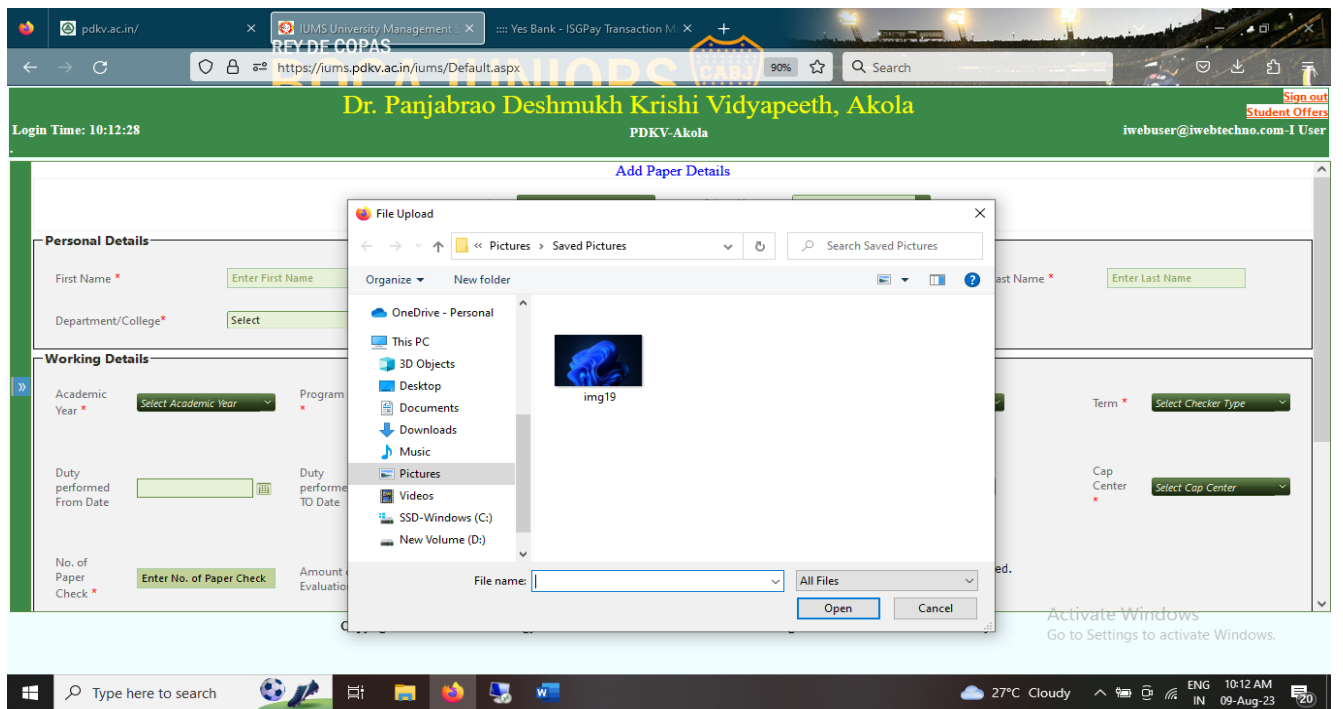 pdkv.ac.in/
IUMS University Management S
:::: Yes Bank - ISGPay Transaction M
REY DE COPAS
BOCA JUNIORS
CABJ
https://iums.pdkv.ac.in/iums/Default.aspx
90%
Search
Dr. Panjabrao Deshmukh Krishi Vidyapeeth, Akola
Sign out
Student Offers
Login Time: 10:12:28
PDKV-Akola
iwebuser@iwebtechno.com-I User
Add Paper Details
Personal Details
First Name *
Enter First Name
ast Name *
Enter Last Name
Department/College*
Select
Working Details
Academic
Year *
Select Academic Year
Program
*
Term *
Select Checker Type
Duty
performed
From Date
Duty
performe
TO Date
Cap
Center
*
Select Cap Center
No. of
Paper
Check *
Enter No. of Paper Check
Amount
Evaluatio
ed.
File Upload
« Pictures › Saved Pictures
Search Saved Pictures
Organize
New folder
OneDrive - Personal
This PC
3D Objects
Desktop
Documents
Downloads
Music
Pictures
Videos
SSD-Windows (C:)
New Volume (D:)
img19
File name:
All Files
Open
Cancel
Activate Windows
Go to Settings to activate Windows.
Type here to search
27°C Cloudy
ENG
IN
10:12 AM
09-Aug-23
20